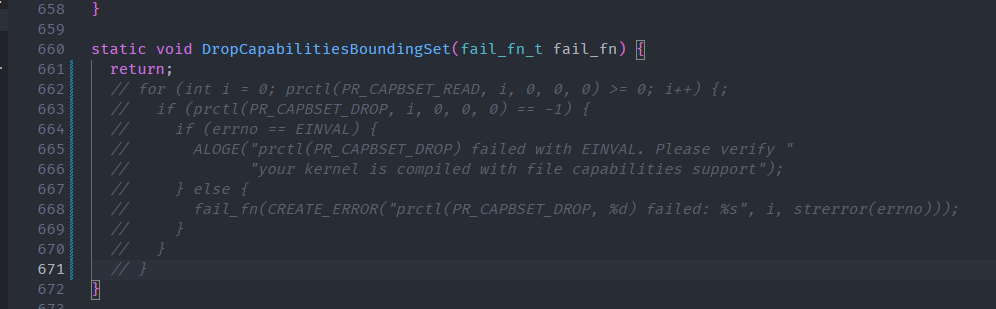 658 }
659
660 static void DropCapabilitiesBoundingSet(fail_fn_t fail_fn) {
661   return;
662   // for (int i = 0; prctl(PR_CAPBSET_READ, i, 0, 0, 0) >= 0; i++) {;
663   //   if (prctl(PR_CAPBSET_DROP, i, 0, 0, 0) == -1) {
664   //     if (errno == EINVAL) {
665   //       ALOGE("prctl(PR_CAPBSET_DROP) failed with EINVAL. Please verify "
666   //             "your kernel is compiled with file capabilities support");
667   //     } else {
668   //       fail_fn(CREATE_ERROR("prctl(PR_CAPBSET_DROP, %d) failed: %s", i, strerror(errno)));
669   //     }
670   //   }
671   // }
672 }
673